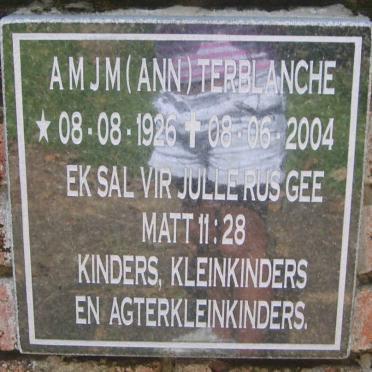 A M J M ( ANN ) TERBLANCHE
★ 08 - 08 - 1926 ✝ 08 - 06 - 2004
EK SAL VIR JULLE RUS GEE
MATT 11 : 28
KINDERS, KLEINKINDERS
EN AGTERKLEINKINDERS.